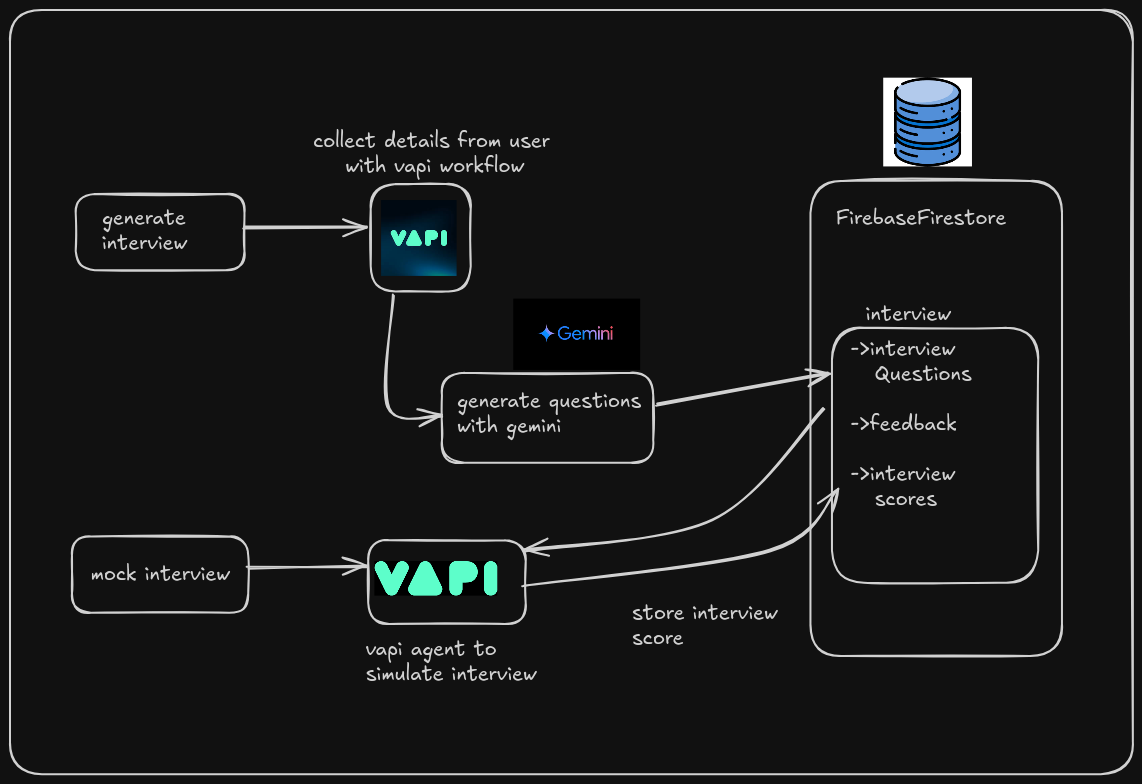 collect details from user
with vapi workflow
generate
interview
VAPI
FirebaseFirestore
Gemini
interview
->interview
Questions
generate questions
with gemini
->feedback
->interview
scores
mock interview
VAPI
store interview
score
vapi agent to
simulate interview